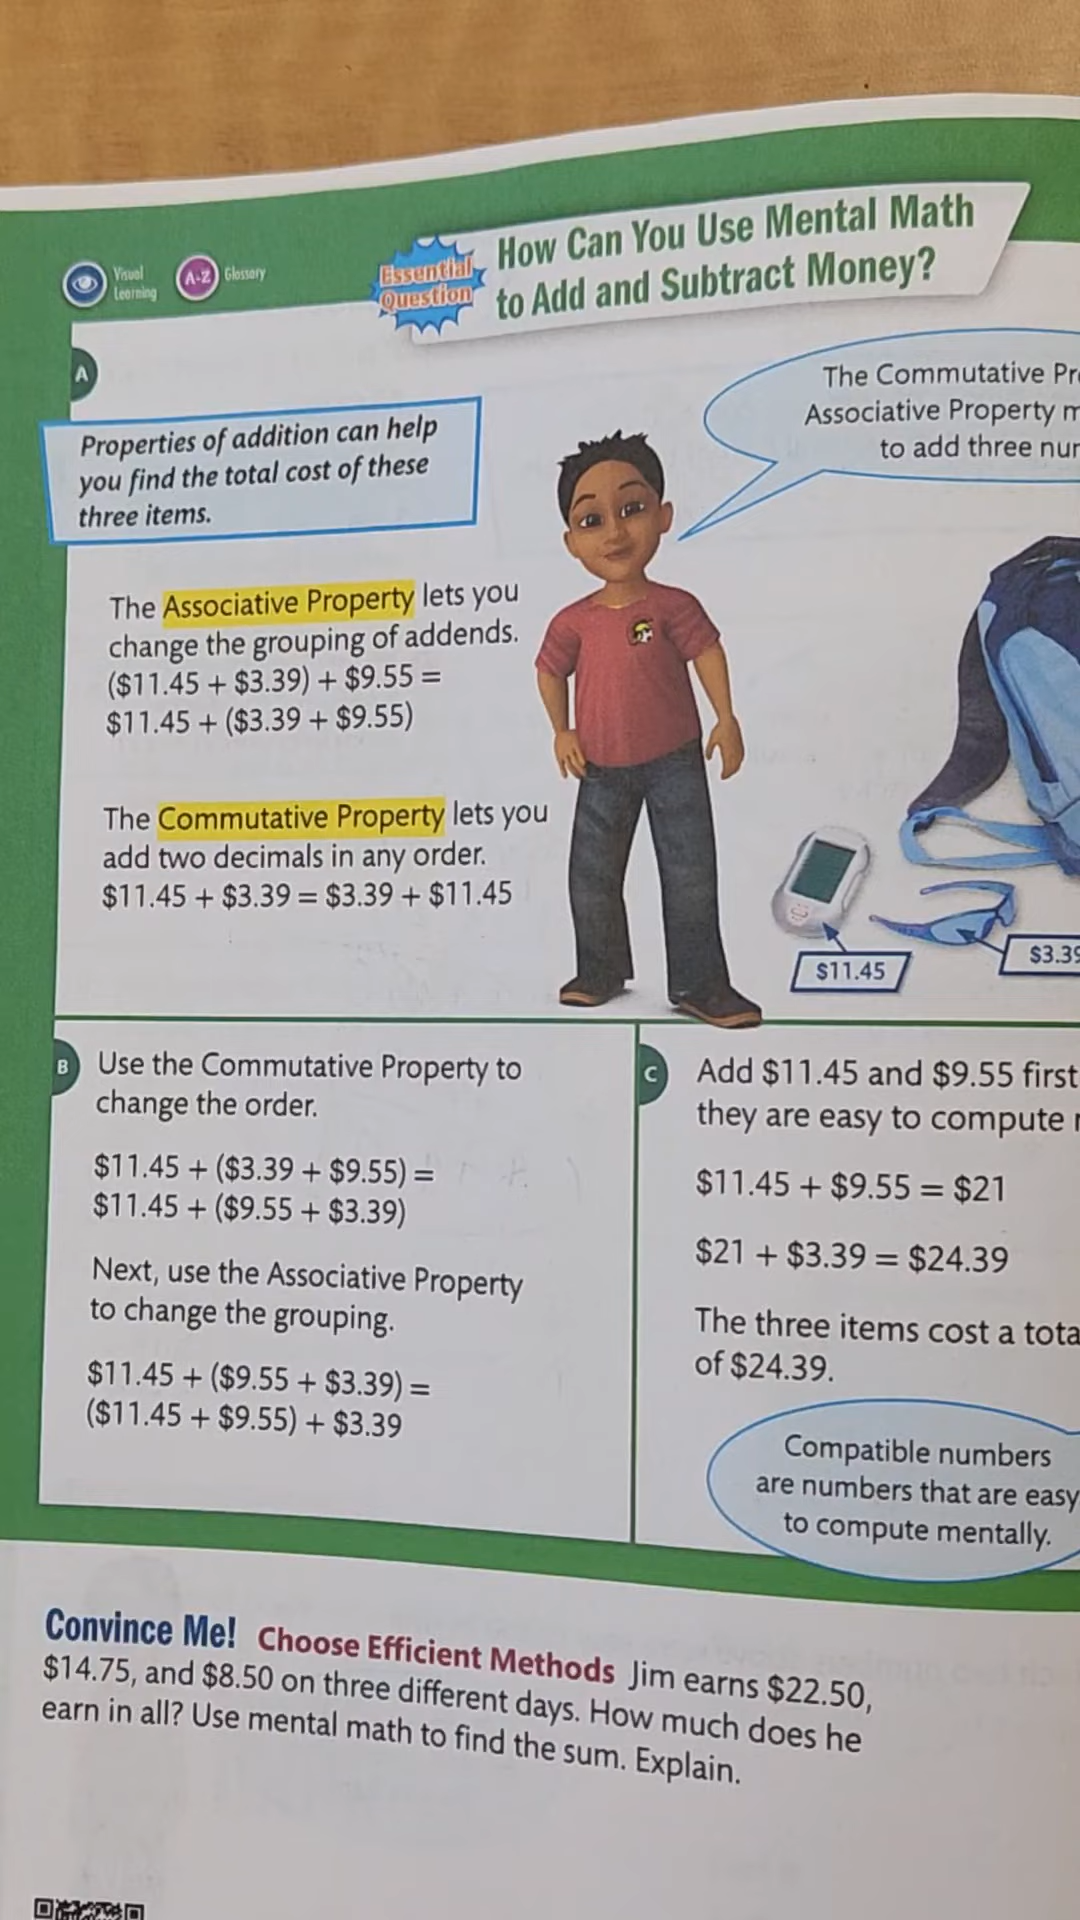 Visual
Learning
A-Z Glossary
Essential
Question
How Can You Use Mental Math
to Add and Subtract Money?
A
Properties of addition can help
you find the total cost of these
three items.
The Commutative
Associative Property
to add three
The Associative Property lets you
change the grouping of addends.
($11.45 + $3.39) + $9.55 =
$11.45 + ($3.39 + $9.55)
The Commutative Property lets you
add two decimals in any order.
$11.45 + $3.39 = $3.39 + $11.45
$11.45
$3.39
B
Use the Commutative Property to
change the order.
$11.45 + ($3.39 + $9.55) =
$11.45 + ($9.55 + $3.39)
Next, use the Associative Property
to change the grouping.
$11.45 + ($9.55 + $3.39) =
($11.45 + $9.55) + $3.39
C
Add $11.45 and $9.55 first
they are easy to compute
$11.45 + $9.55 = $21
$21 + $3.39 = $24.39
The three items cost a tota
of $24.39.
Compatible numbers
are numbers that are easy
to compute mentally.
Convince Me! Choose Efficient Methods Jim earns $22.50,
$14.75, and $8.50 on three different days. How much does he
earn in all? Use mental math to find the sum. Explain.